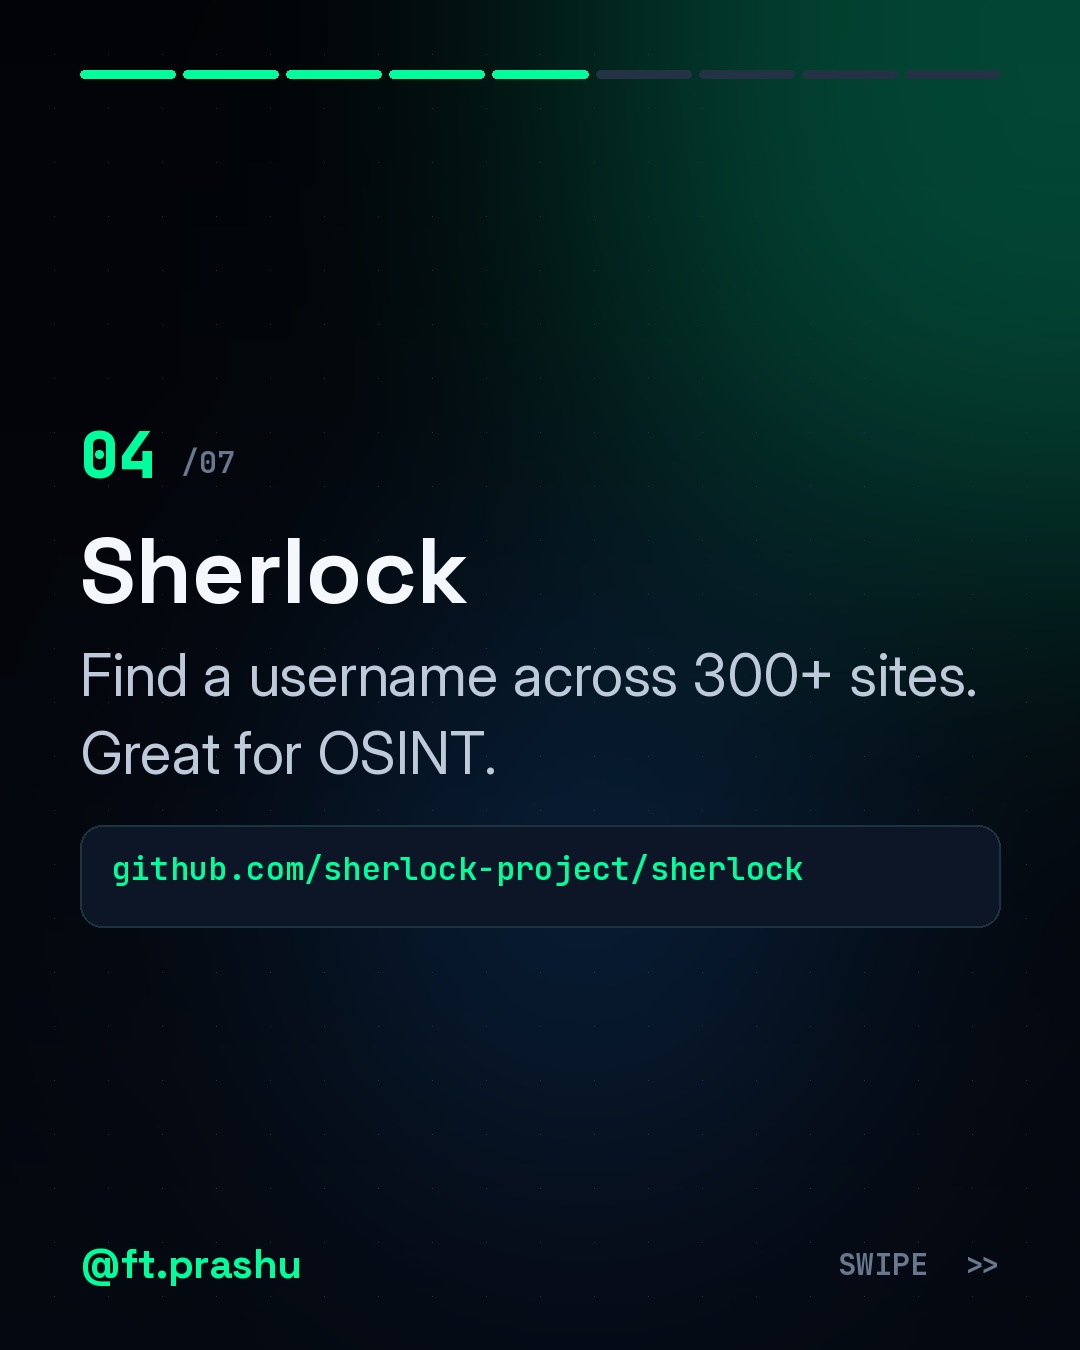 04 /07
Sherlock
Find a username across 300+ sites.
Great for OSINT.
github.com/sherlock-project/sherlock
@ft.prashu SWIPE >>